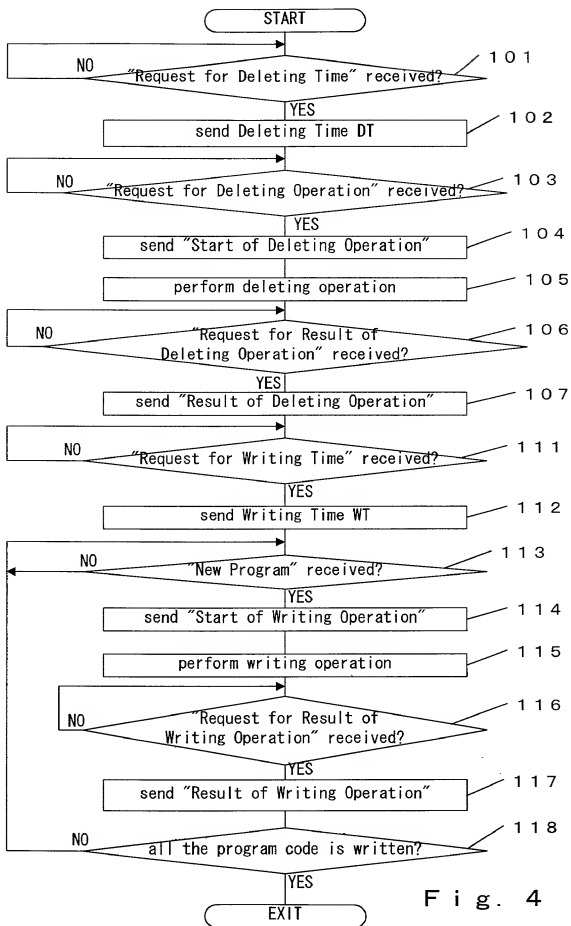 START
NO
"Request for Deleting Time" received?
101
YES
send Deleting Time DT
102
NO
"Request for Deleting Operation" received?
103
YES
send "Start of Deleting Operation"
104
perform deleting operation
105
NO
"Request for Result of
Deleting Operation" received?
106
YES
send "Result of Deleting Operation"
107
NO
"Request for Writing Time" received?
111
YES
send Writing Time WT
112
NO
"New Program" received?
113
YES
send "Start of Writing Operation"
114
perform writing operation
115
NO
"Request for Result of
Writing Operation" received?
116
YES
send "Result of Writing Operation"
117
NO
all the program code is written?
118
YES
EXIT
Fig. 4